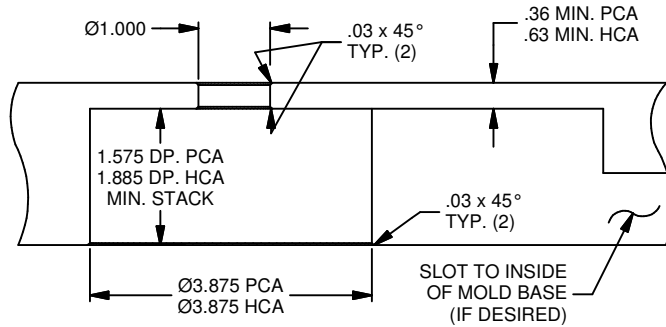 Ø1.000
.03 x 45°
TYP. (2)
.36 MIN. PCA
.63 MIN. HCA
1.575 DP. PCA
1.885 DP. HCA
MIN. STACK
.03 x 45°
TYP. (2)
Ø3.875 PCA
Ø3.875 HCA
SLOT TO INSIDE
OF MOLD BASE
(IF DESIRED)